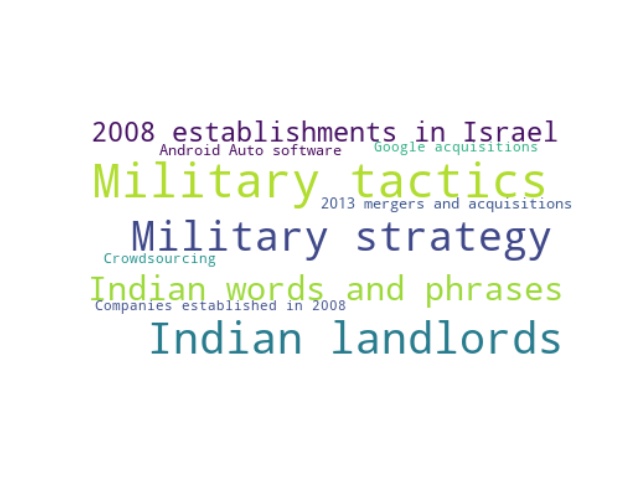 2008 establishments in Israel
Android Auto software
Google acquisitions
Military tactics
2013 mergers and acquisitions
Military strategy
Crowdsourcing
Indian words and phrases
Companies established in 2008
Indian landlords